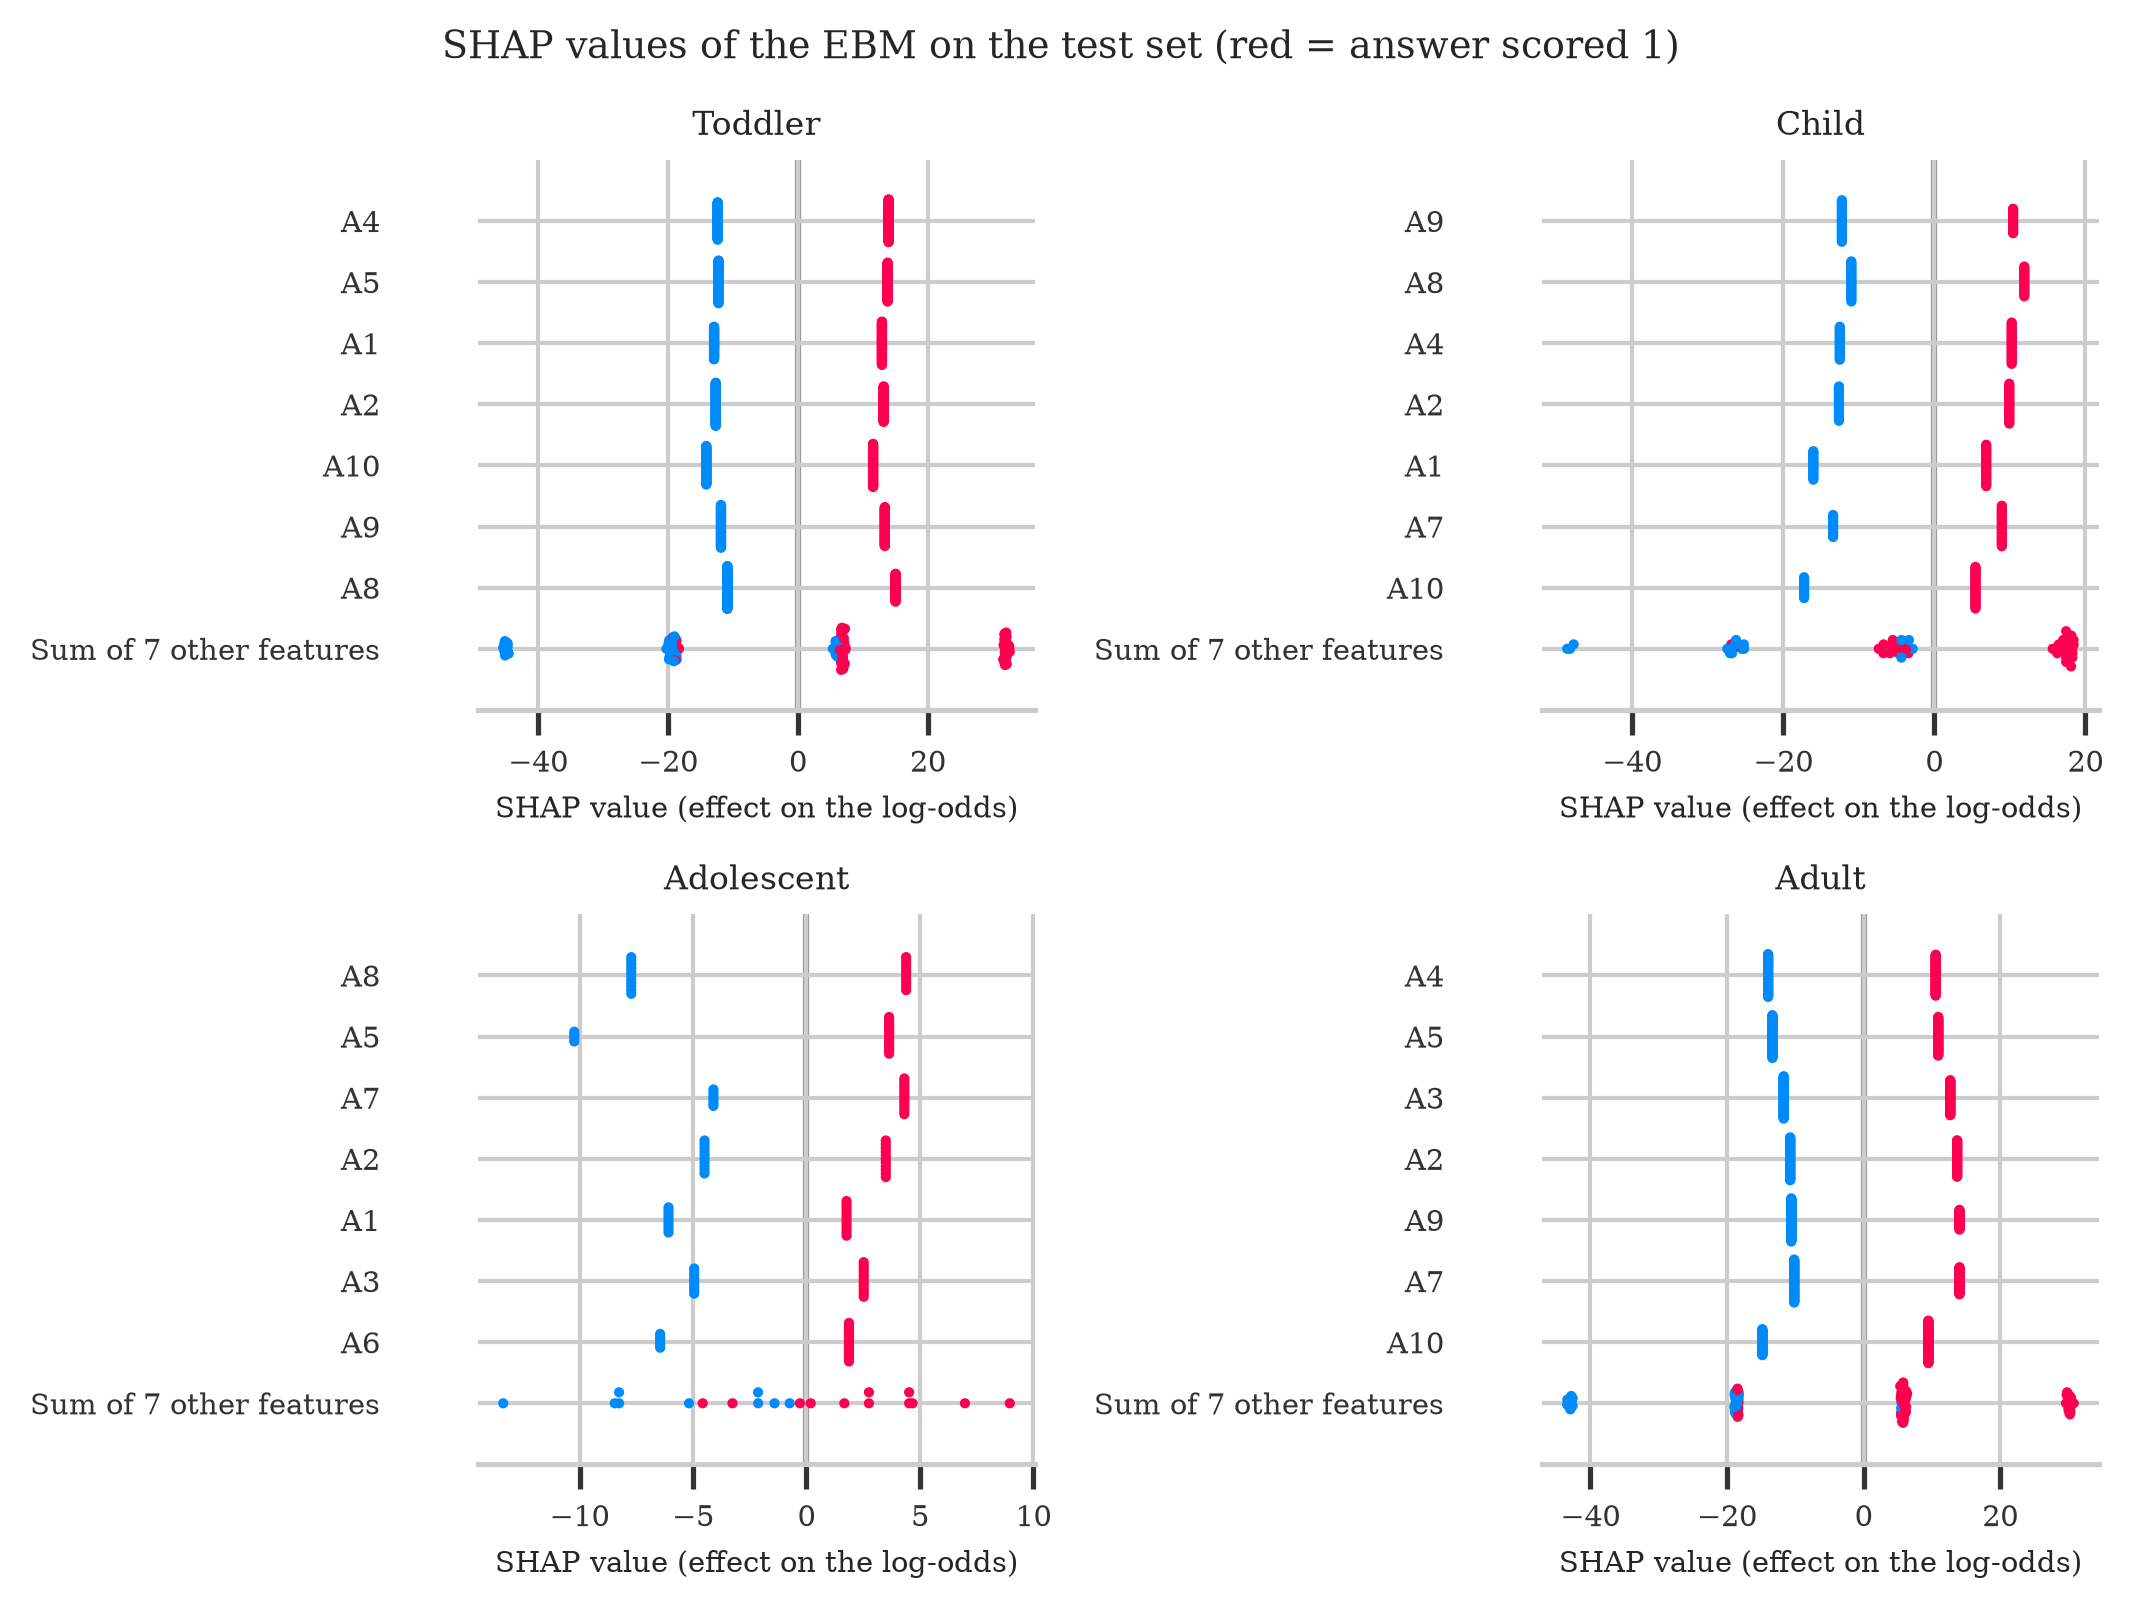 SHAP values of the EBM on the test set (red = answer scored 1)
Toddler
A4
A5
A1
A2
A10
A9
A8
Sum of 7 other features
−40 −20 0 20
SHAP value (effect on the log-odds)
Child
A9
A8
A4
A2
A1
A7
A10
Sum of 7 other features
−40 −20 0 20
SHAP value (effect on the log-odds)
Adolescent
A8
A5
A7
A2
A1
A3
A6
Sum of 7 other features
−10 −5 0 5 10
SHAP value (effect on the log-odds)
Adult
A4
A5
A3
A2
A9
A7
A10
Sum of 7 other features
−40 −20 0 20
SHAP value (effect on the log-odds)